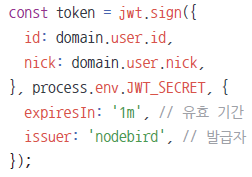 const token = jwt.sign({
  id: domain.user.id,
  nick: domain.user.nick,
}, process.env.JWT_SECRET, {
  expiresIn: '1m', // 유효 기간
  issuer: 'nodebird', // 발급자
});